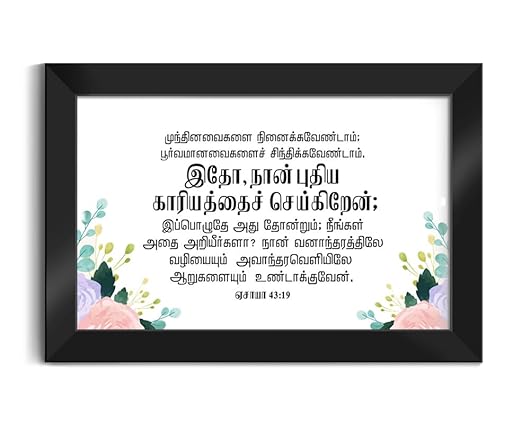 முந்தினவைகளை நினைக்கவேண்டாம்;
பூர்வமானவைகளைச் சிந்திக்கவேண்டாம்.
இதோ, நான் புதிய
காரியத்தைச் செய்கிறேன்;
இப்பொழுதே அது தோன்றும்; நீங்கள்
அதை அறியீர்களா? நான் வனாந்தரத்திலே
வழியையும் அவாந்தரவெளியிலே
ஆறுகளையும் உண்டாக்குவேன்.
ஏசாயா 43:19